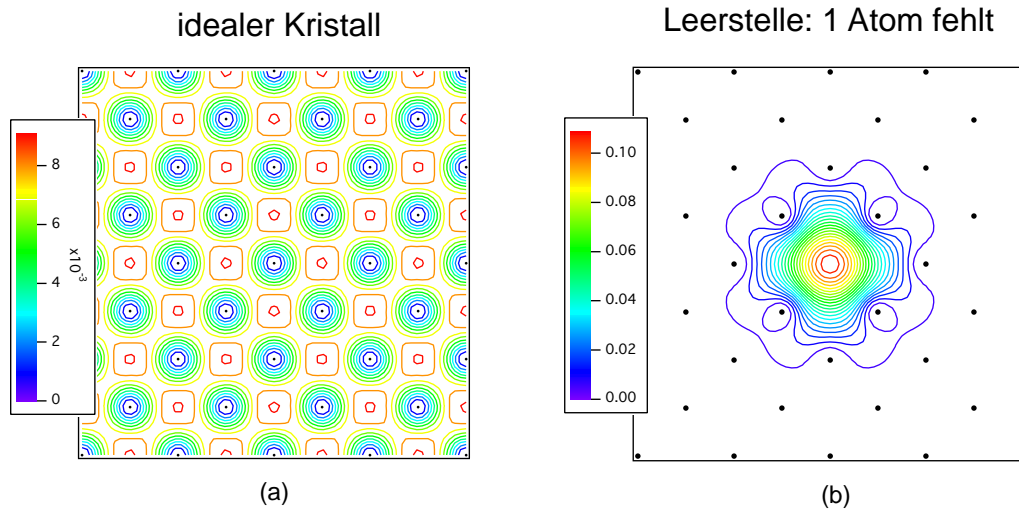 idealer Kristall
Leerstelle: 1 Atom fehlt
8
6
4
2
0
x10⁻³
(a)
0.10
0.08
0.06
0.04
0.02
0.00
(b)